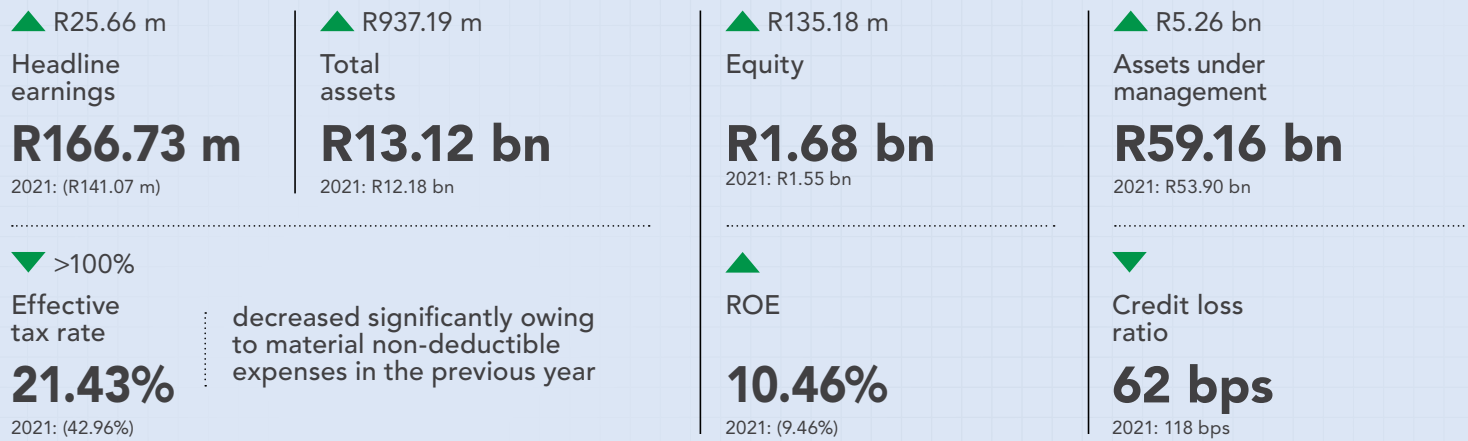 R25.66 m
Headline
earnings
R166.73 m
2021: (R141.07 m)
R937.19 m
Total
assets
R13.12 bn
2021: R12.18 bn
R135.18 m
Equity
R1.68 bn
2021: R1.55 bn
R5.26 bn
Assets under
management
R59.16 bn
2021: R53.90 bn
>100%
Effective
tax rate
21.43%
2021: (42.96%)
decreased significantly owing
to material non-deductible
expenses in the previous year
ROE
10.46%
2021: (9.46%)
Credit loss
ratio
62 bps
2021: 118 bps